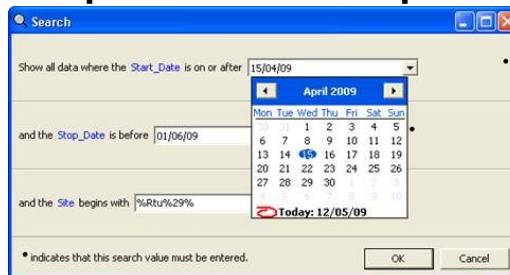 Search
Show all data where the Start_Date is on or after 15/04/09
April 2009
Mon Tue Wed Thu Fri Sat Sun
30 31 1 2 3 4 5
6 7 8 9 10 11 12
13 14 15 16 17 18 19
20 21 22 23 24 25 26
27 28 29 30 1 2 3
4 5 6 7 8 9 10
Today: 12/05/09
and the Stop_Date is before 01/06/09
and the Site begins with %Rtu%29%
• indicates that this search value must be entered.
OK Cancel